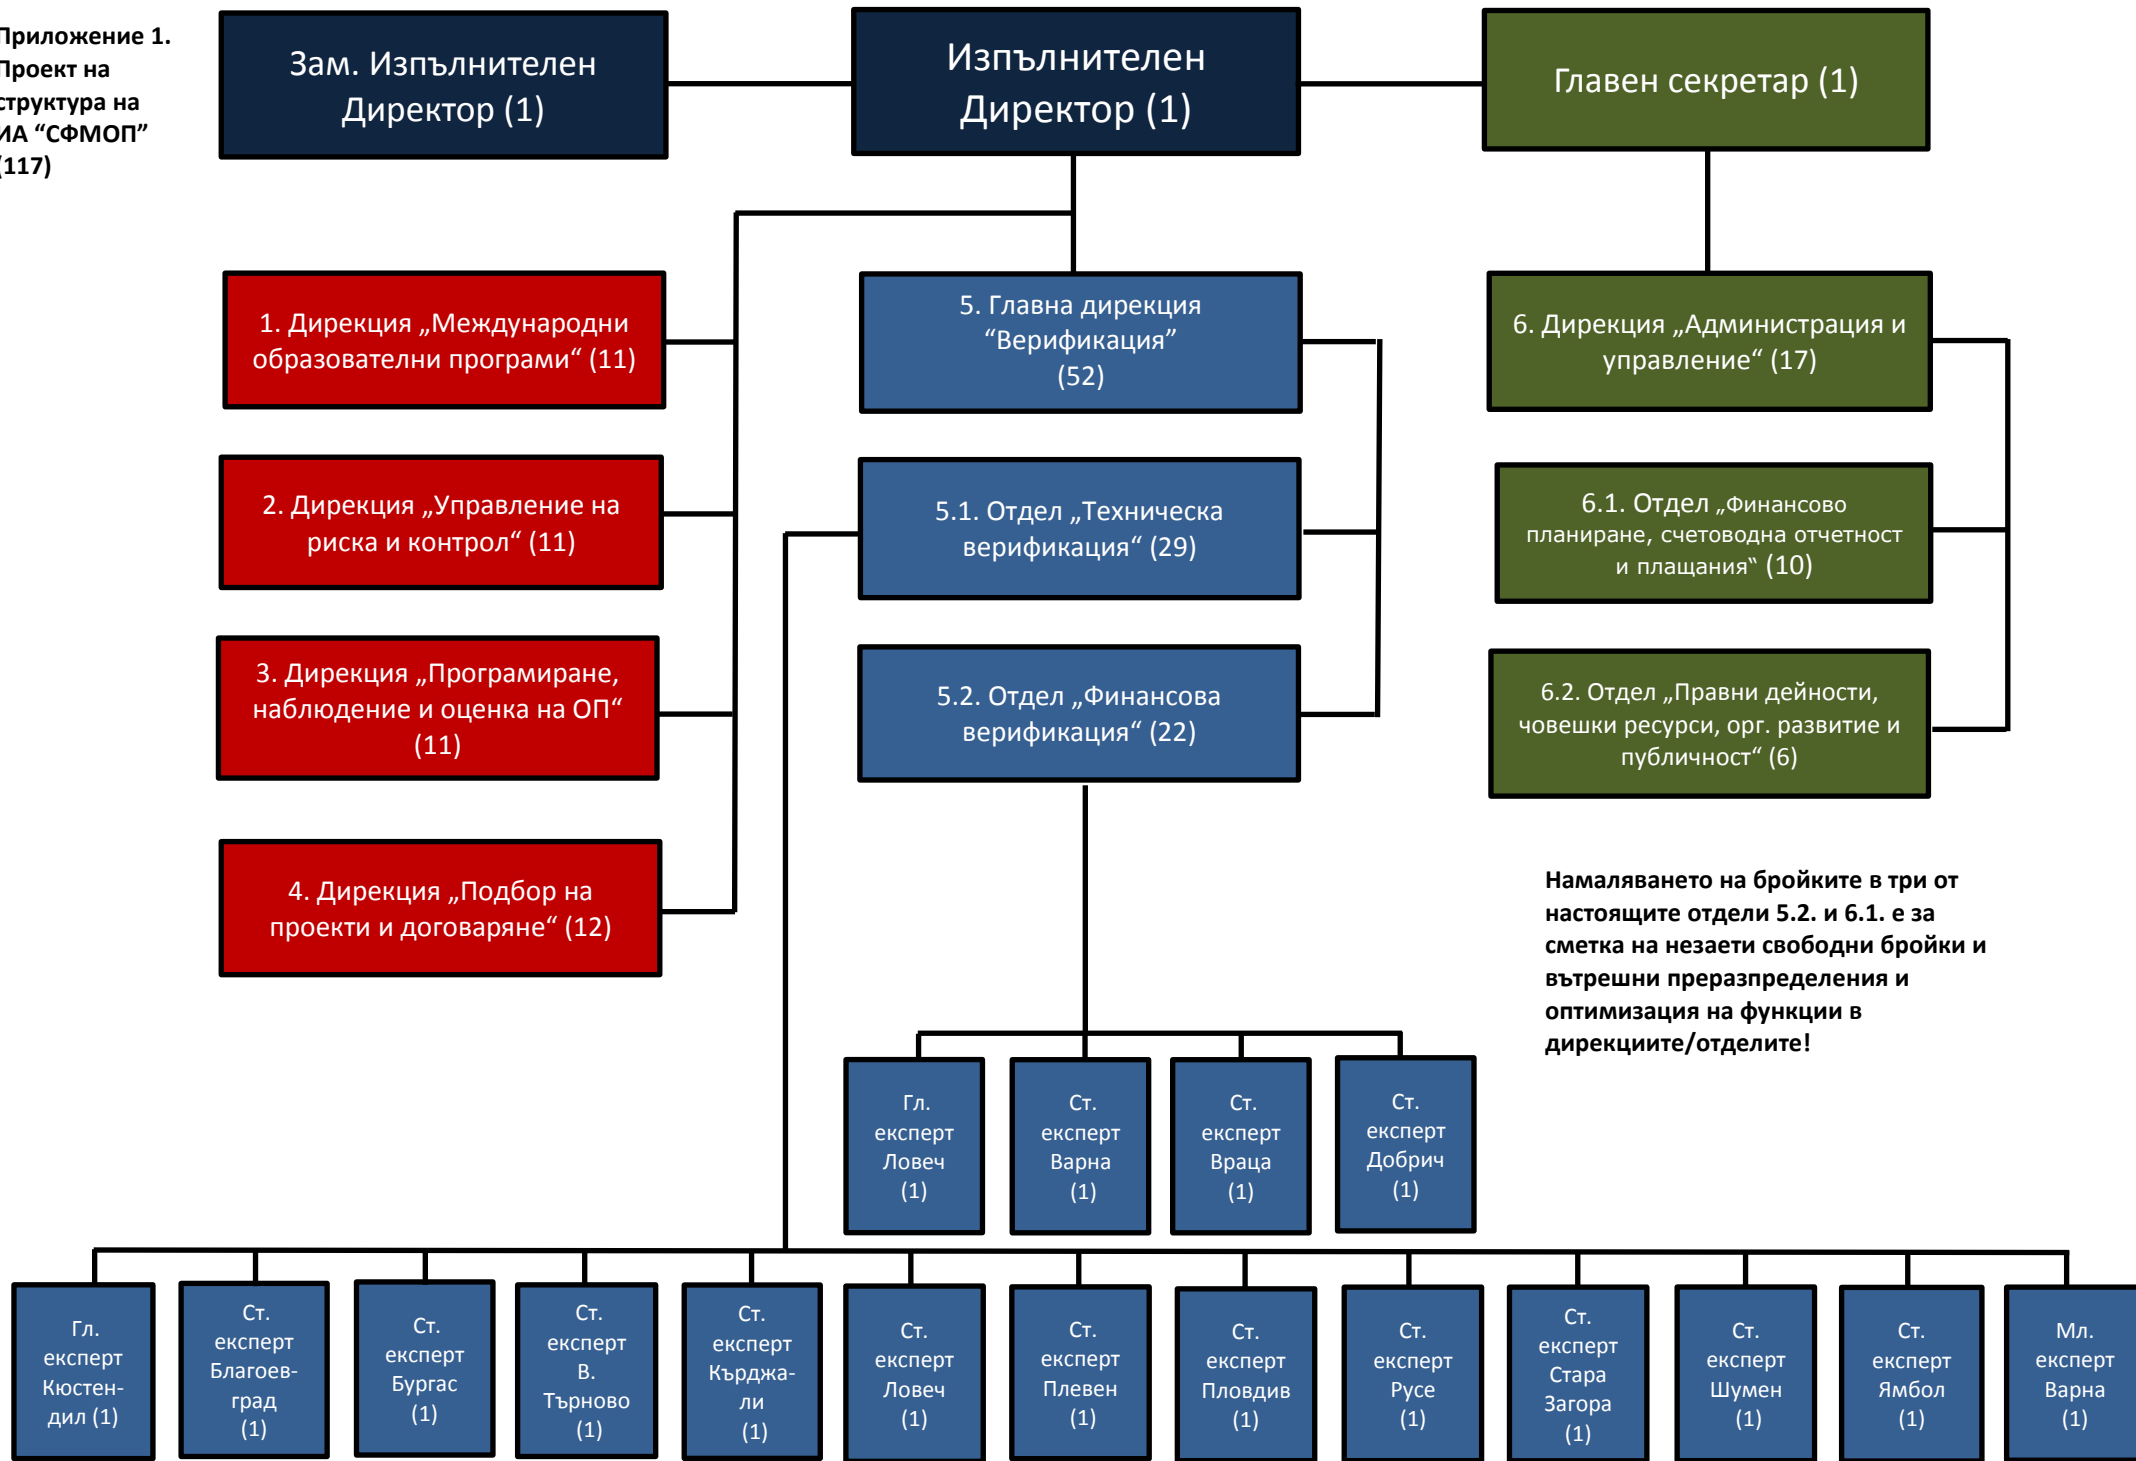 Приложение 1.
Проект на
структура на
ИА “СФМОП”
(117)
Зам. Изпълнителен
Директор (1)
Изпълнителен
Директор (1)
Главен секретар (1)
1. Дирекция „Международни
образователни програми“ (11)
2. Дирекция „Управление на
риска и контрол“ (11)
3. Дирекция „Програмиране,
наблюдение и оценка на ОП“
(11)
4. Дирекция „Подбор на
проекти и договаряне“ (12)
5. Главна дирекция
“Верификация”
(52)
5.1. Отдел „Техническа
верификация“ (29)
5.2. Отдел „Финансова
верификация“ (22)
6. Дирекция „Администрация и
управление“ (17)
6.1. Отдел „Финансово
планиране, счетоводна отчетност
и плащания“ (10)
6.2. Отдел „Правни дейности,
човешки ресурси, орг. развитие и
публичност“ (6)
Намаляването на бройките в три от
настоящите отдели 5.2. и 6.1. е за
сметка на незаети свободни бройки и
вътрешни преразпределения и
оптимизация на функции в
дирекциите/отделите!
Гл.
експерт
Ловеч
(1)
Ст.
експерт
Варна
(1)
Ст.
експерт
Враца
(1)
Ст.
експерт
Добрич
(1)
Гл.
експерт
Кюстен-
дил (1)
Ст.
експерт
Благоев-
град
(1)
Ст.
експерт
Бургас
(1)
Ст.
експерт
В.
Търново
(1)
Ст.
експерт
Кърджа-
ли
(1)
Ст.
експерт
Ловеч
(1)
Ст.
експерт
Плевен
(1)
Ст.
експерт
Пловдив
(1)
Ст.
експерт
Русе
(1)
Ст.
експерт
Стара
Загора
(1)
Ст.
експерт
Шумен
(1)
Ст.
експерт
Ямбол
(1)
Мл.
експерт
Варна
(1)